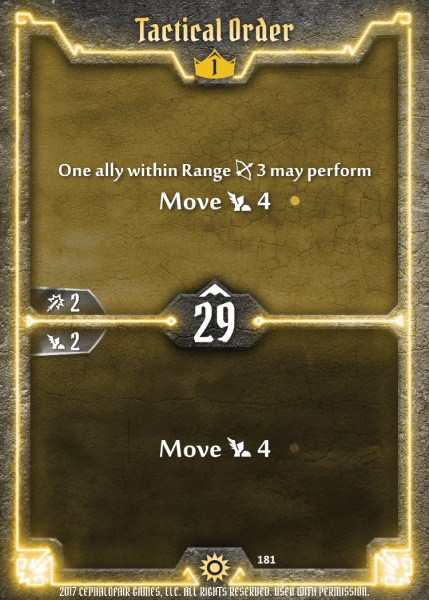 Tactical Order
1
One ally within Range 3 may perform
Move 4
2
29
2
Move 4
181
2017 CEPHALOFAIR GAMES, LLC. ALL RIGHTS RESERVED. USED WITH PERMISSION.